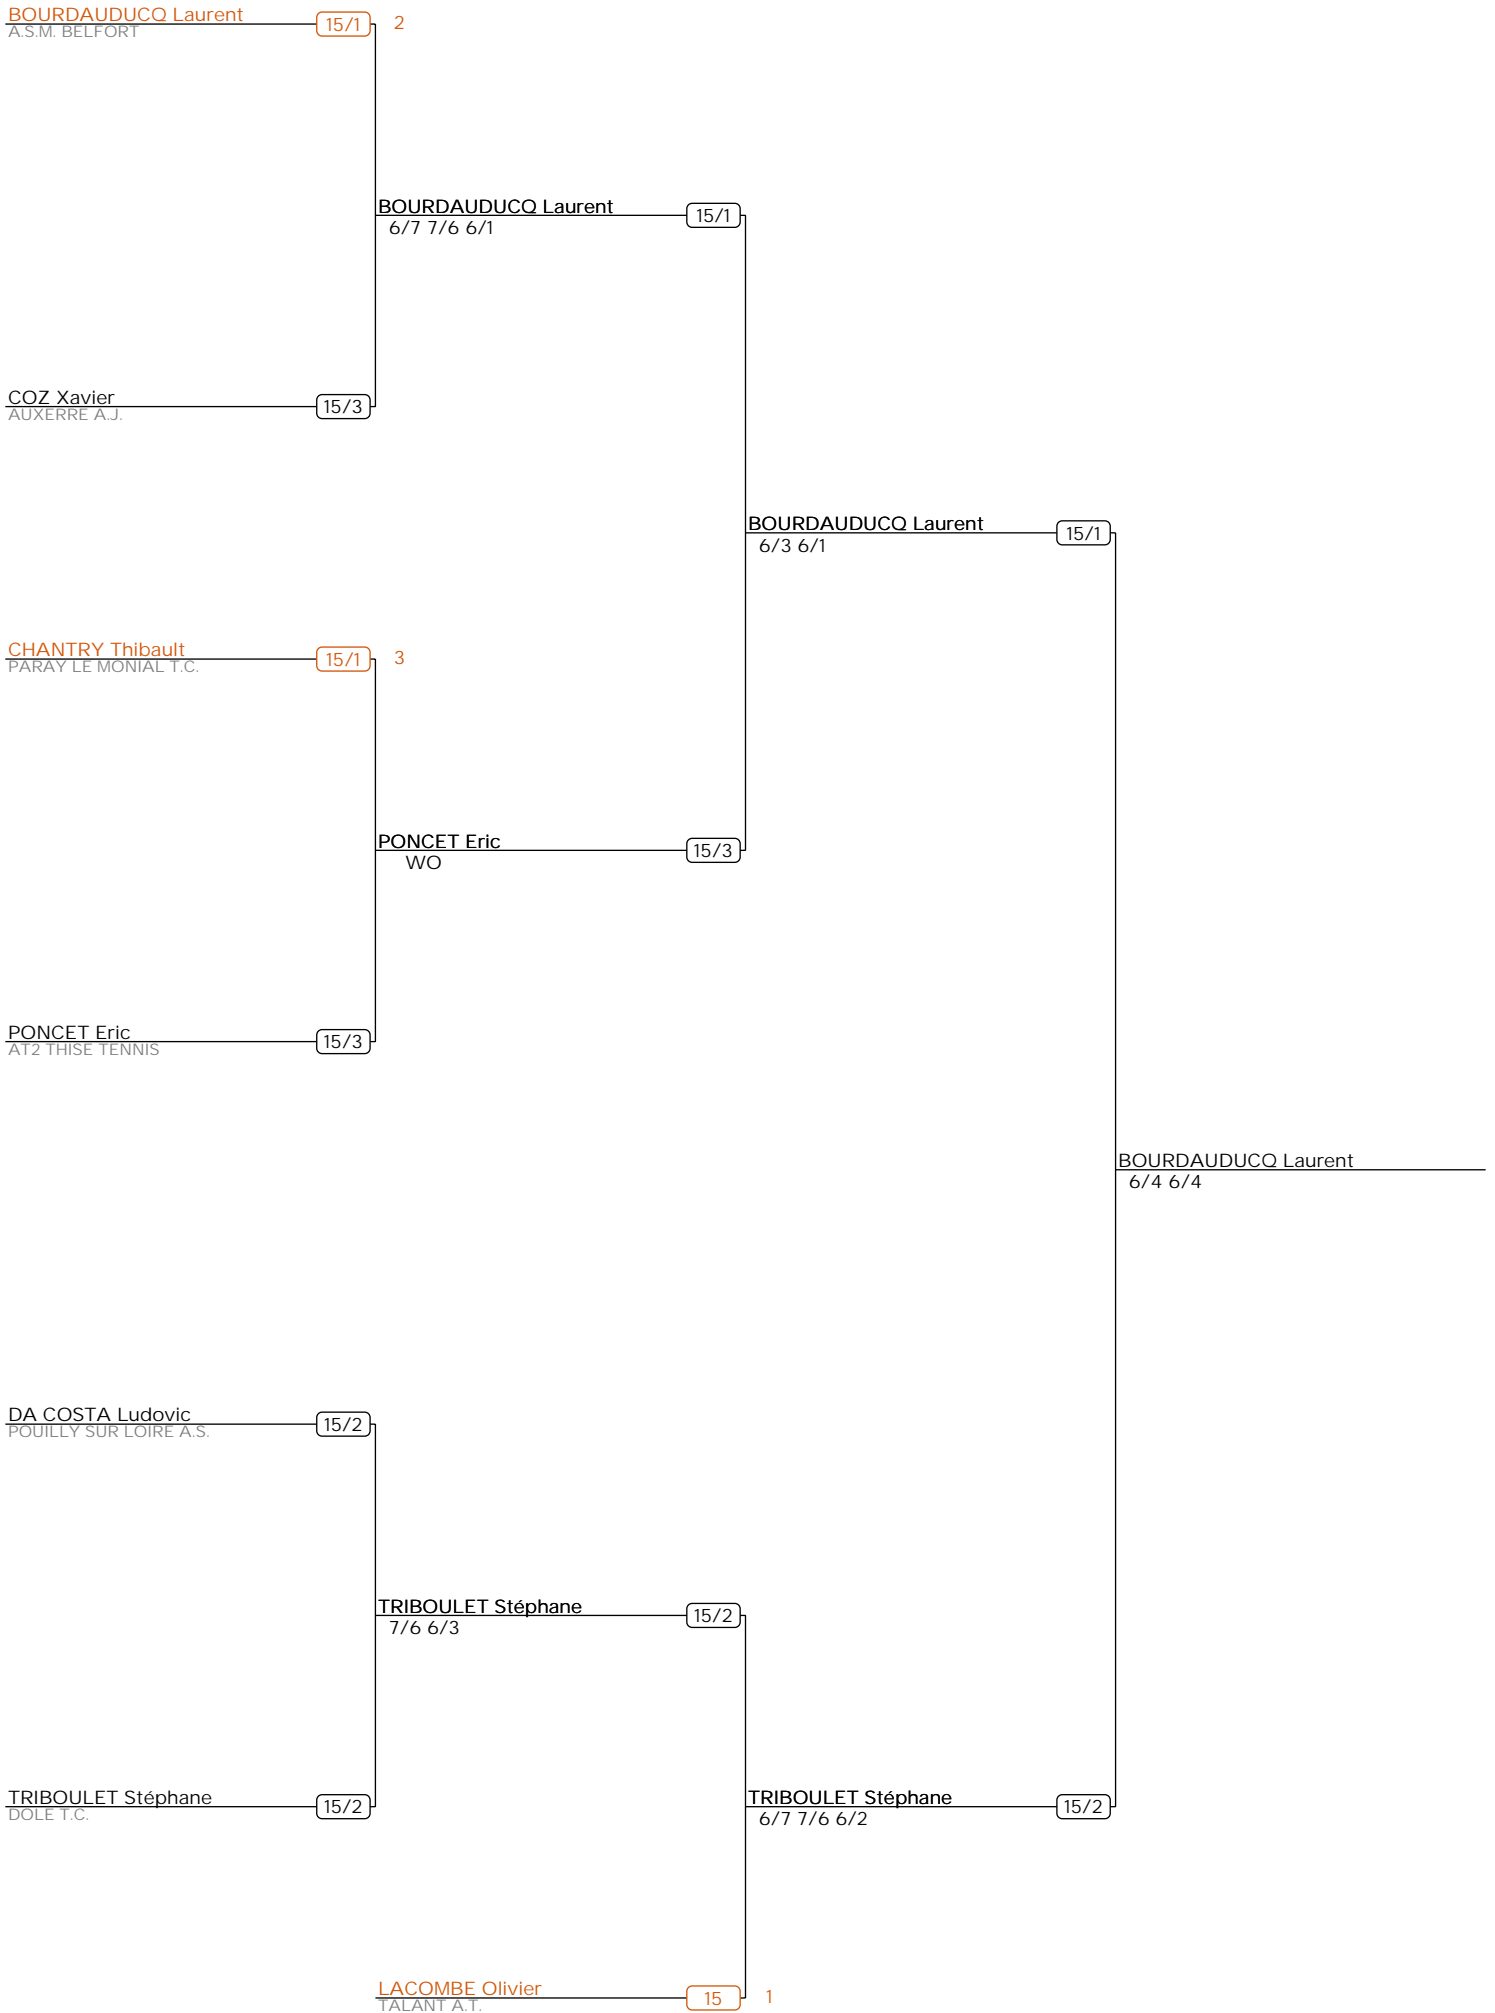 BOURDAUDUCQ Laurent
A.S.M. BELFORT
15/1
2
BOURDAUDUCQ Laurent
15/1
6/7 7/6 6/1
COZ Xavier
AUXERRE A.J.
15/3
BOURDAUDUCQ Laurent
15/1
6/3 6/1
CHANTRY Thibault
PARAY LE MONIAL T.C.
15/1
3
PONCET Eric
15/3
WO
PONCET Eric
AT2 THISE TENNIS
15/3
BOURDAUDUCQ Laurent
6/4 6/4
DA COSTA Ludovic
POUILLY SUR LOIRE A.S.
15/2
TRIBOULET Stéphane
15/2
7/6 6/3
TRIBOULET Stéphane
DOLE T.C.
15/2
TRIBOULET Stéphane
15/2
6/7 7/6 6/2
LACOMBE Olivier
TALANT A.T.
15
1